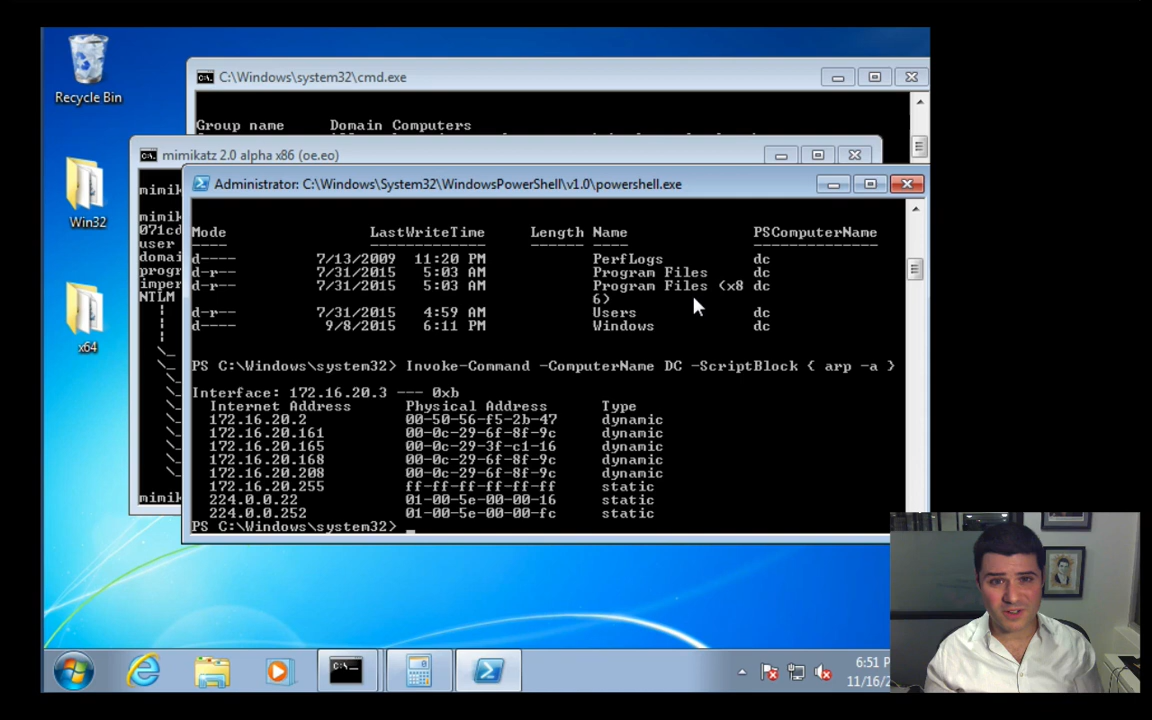 Recycle Bin
Win32
x64
C:\Windows\system32\cmd.exe
Group name Domain Computers
mimikatz 2.0 alpha x86 (oe.eo)
mimik
mimik
071cd
user
domai
progr
imper
NTLM
mimik
Administrator: C:\Windows\System32\WindowsPowerShell\v1.0\powershell.exe
Mode LastWriteTime Length Name PSComputerName
---- ------------- ------ ---- --------------
d---- 7/13/2009 11:20 PM PerfLogs dc
d-r-- 7/31/2015 5:03 AM Program Files dc
d-r-- 7/31/2015 5:03 AM Program Files (x8 dc
6)
d-r-- 7/31/2015 4:59 AM Users dc
d---- 9/8/2015 6:11 PM Windows dc
PS C:\Windows\system32> Invoke-Command -ComputerName DC -ScriptBlock { arp -a }
Interface: 172.16.20.3 --- 0xb
Internet Address Physical Address Type
172.16.20.2 00-50-56-f5-2b-47 dynamic
172.16.20.161 00-0c-29-6f-8f-9c dynamic
172.16.20.165 00-0c-29-3f-c1-16 dynamic
172.16.20.168 00-0c-29-6f-8f-9c dynamic
172.16.20.208 00-0c-29-6f-8f-9c dynamic
172.16.20.255 ff-ff-ff-ff-ff-ff static
224.0.0.22 01-00-5e-00-00-16 static
224.0.0.252 01-00-5e-00-00-fc static
PS C:\Windows\system32> _
6:51 P
11/16/2